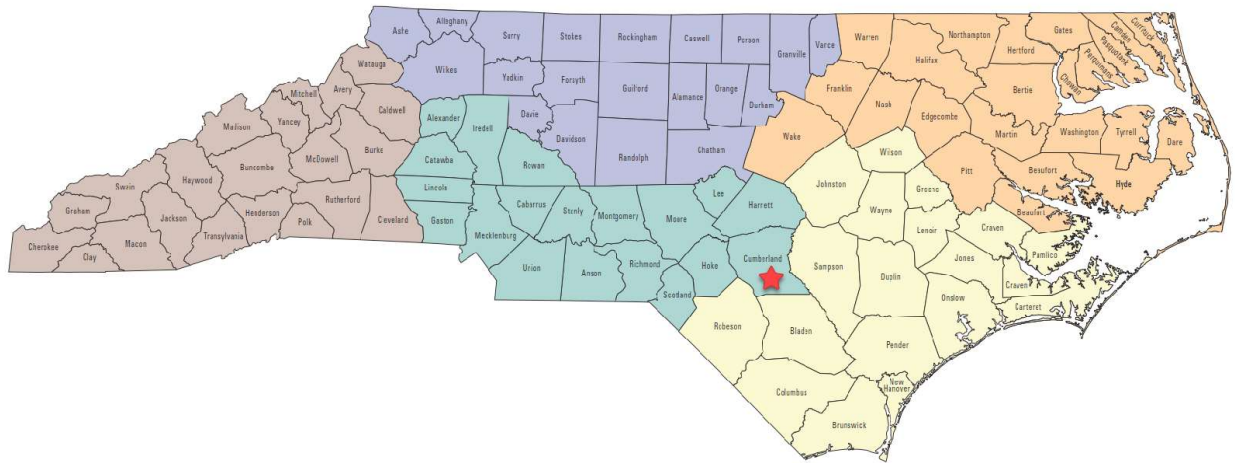 Ashe
Alleghany
Surry
Stokes
Rockingham
Caswell
Person
Granville
Vance
Warren
Northampton
Gates
Currituck
Camden
Pasquotank
Perquimans
Chowan
Hertford
Halifax
Bertie
Watauga
Wilkes
Yadkin
Forsyth
Guilford
Alamance
Orange
Durham
Franklin
Nash
Edgecombe
Martin
Washington
Tyrrell
Dare
Mitchell
Avery
Caldwell
Alexander
Iredell
Davie
Davidson
Randolph
Chatham
Wake
Wilson
Pitt
Beaufort
Hyde
Madison
Yancey
McDowell
Burke
Catawba
Rowan
Lee
Johnston
Greene
Buncombe
Haywood
Swain
Graham
Rutherford
Lincoln
Cabarrus
Stanly
Montgomery
Moore
Harnett
Wayne
Lenoir
Craven
Beaufort
Cherokee
Clay
Macon
Jackson
Transylvania
Henderson
Polk
Cleveland
Gaston
Mecklenburg
Union
Anson
Richmond
Scotland
Hoke
Cumberland
Sampson
Duplin
Jones
Pamlico
Craven
Carteret
Onslow
Robeson
Bladen
Pender
Columbus
New
Hanover
Brunswick